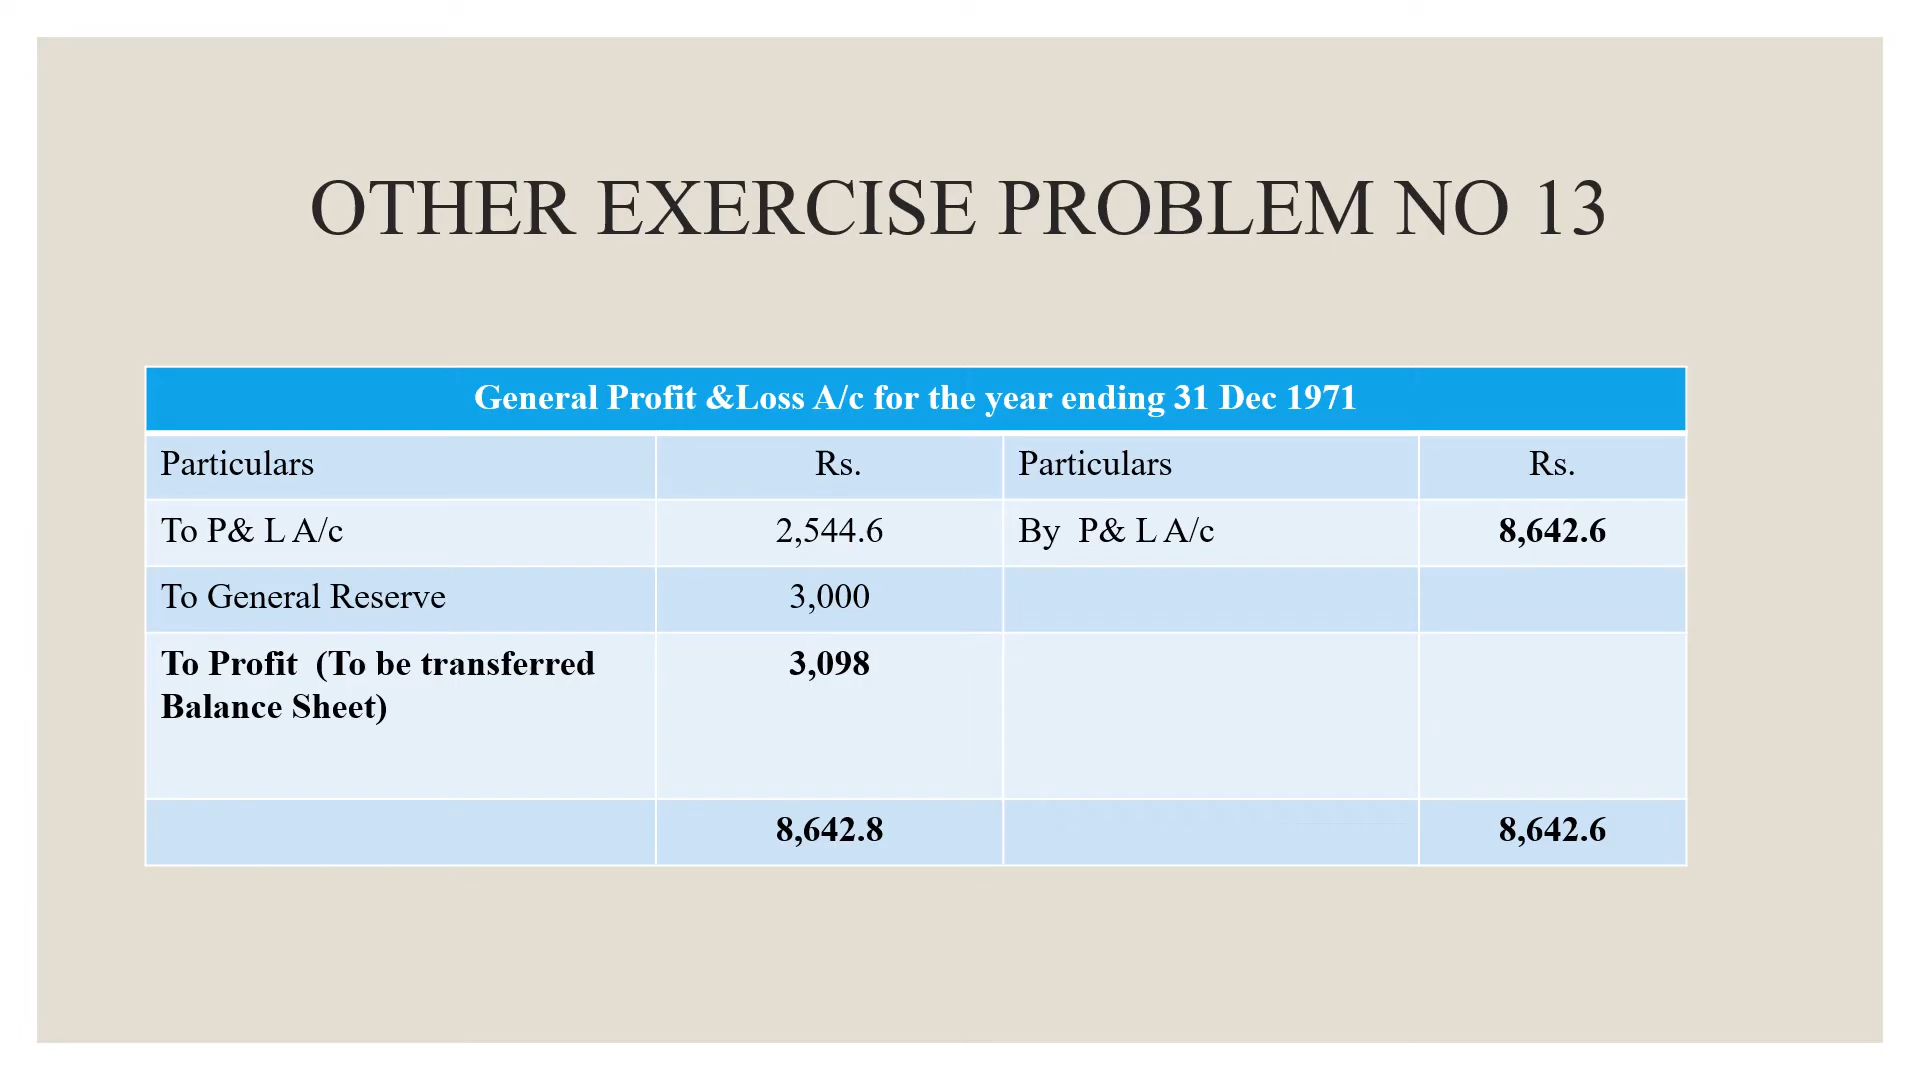 OTHER EXERCISE PROBLEM NO 13
General Profit &Loss A/c for the year ending 31 Dec 1971
Particulars Rs. Particulars Rs.
To P& L A/c 2,544.6 By P& L A/c 8,642.6
To General Reserve 3,000
To Profit (To be transferred 3,098
Balance Sheet)
8,642.8 8,642.6